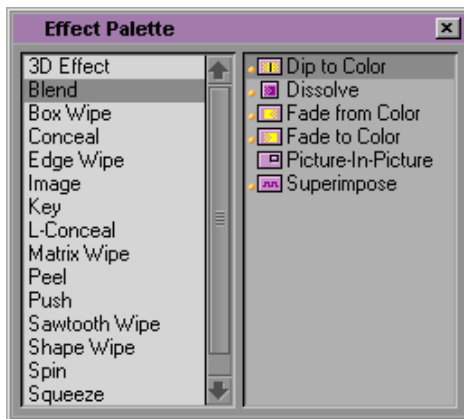 Effect Palette
3D Effect
Blend
Box Wipe
Conceal
Edge Wipe
Image
Key
L-Conceal
Matrix Wipe
Peel
Push
Sawtooth Wipe
Shape Wipe
Spin
Squeeze
Dip to Color
Dissolve
Fade from Color
Fade to Color
Picture-In-Picture
Superimpose